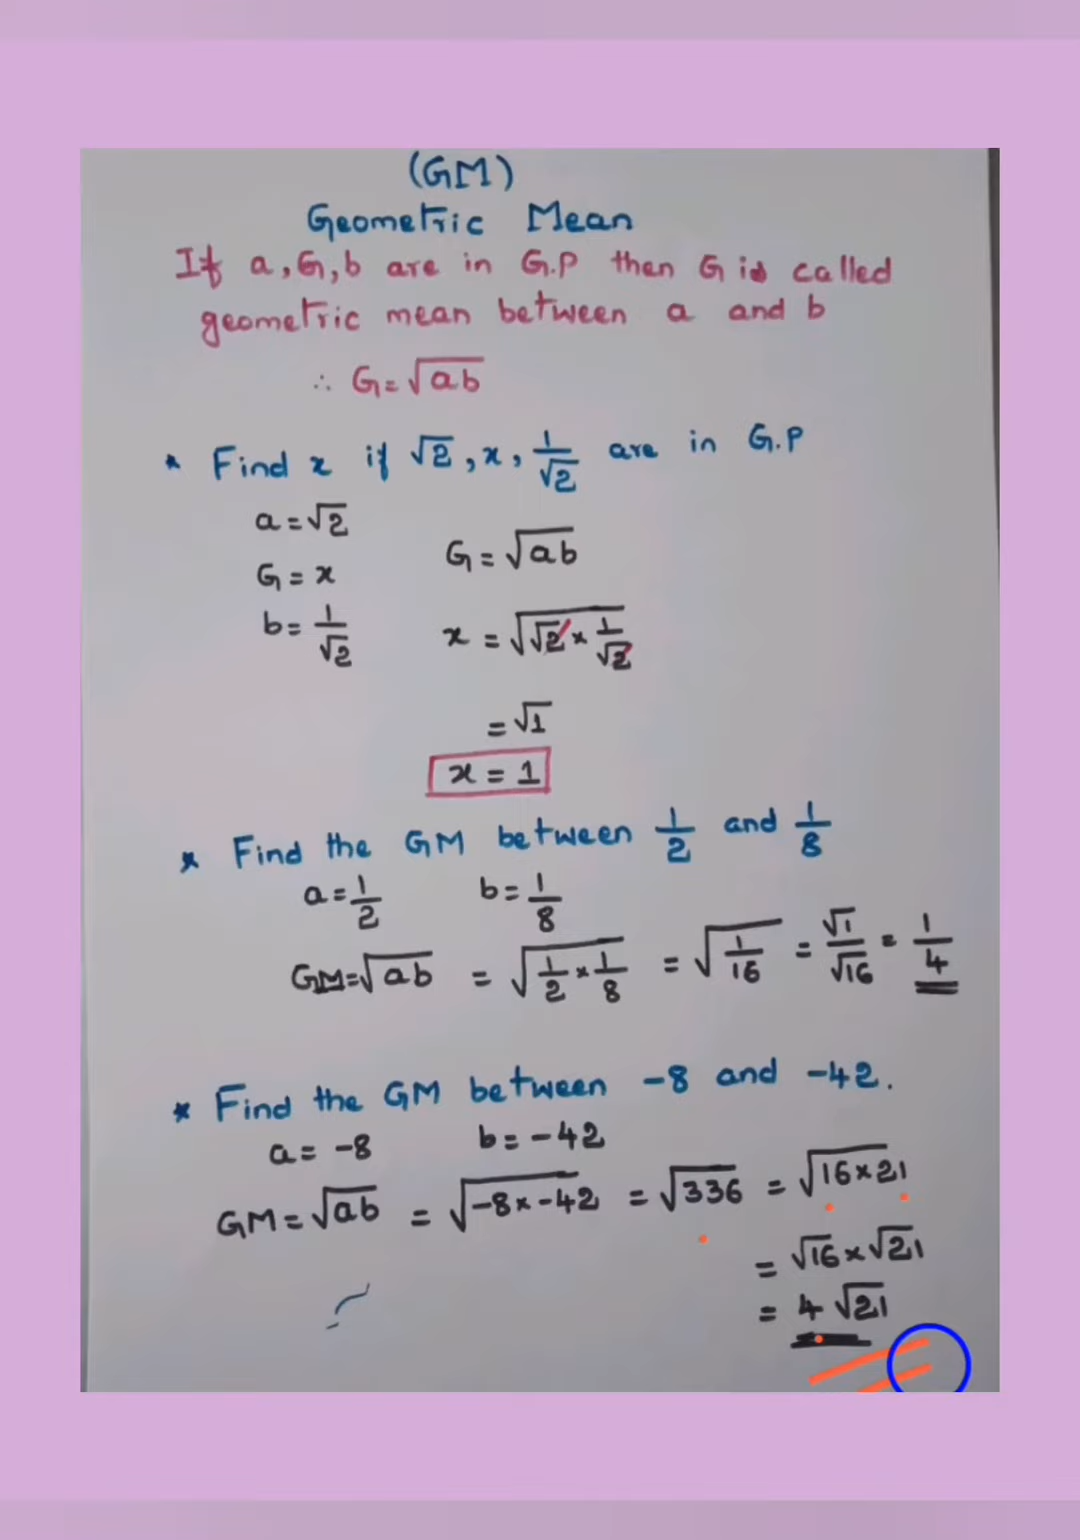 (GM)
Geometric Mean
If a, G, b are in G.P then G is called
geometric mean between a and b
∴ G = √ab
* Find x if √2, x, 1/√2 are in G.P
a = √2
G = x
b = 1/√2
G = √ab
x = √(√2 × 1/√2)
= √1
x = 1
* Find the GM between 1/2 and 1/8
a = 1/2 b = 1/8
GM = √ab = √(1/2 × 1/8) = √(1/16) = √1/√16 = 1/4
* Find the GM between -8 and -42.
a = -8 b = -42
GM = √ab = √(-8 × -42) = √336 = √(16 × 21)
= √16 × √21
= 4 √21